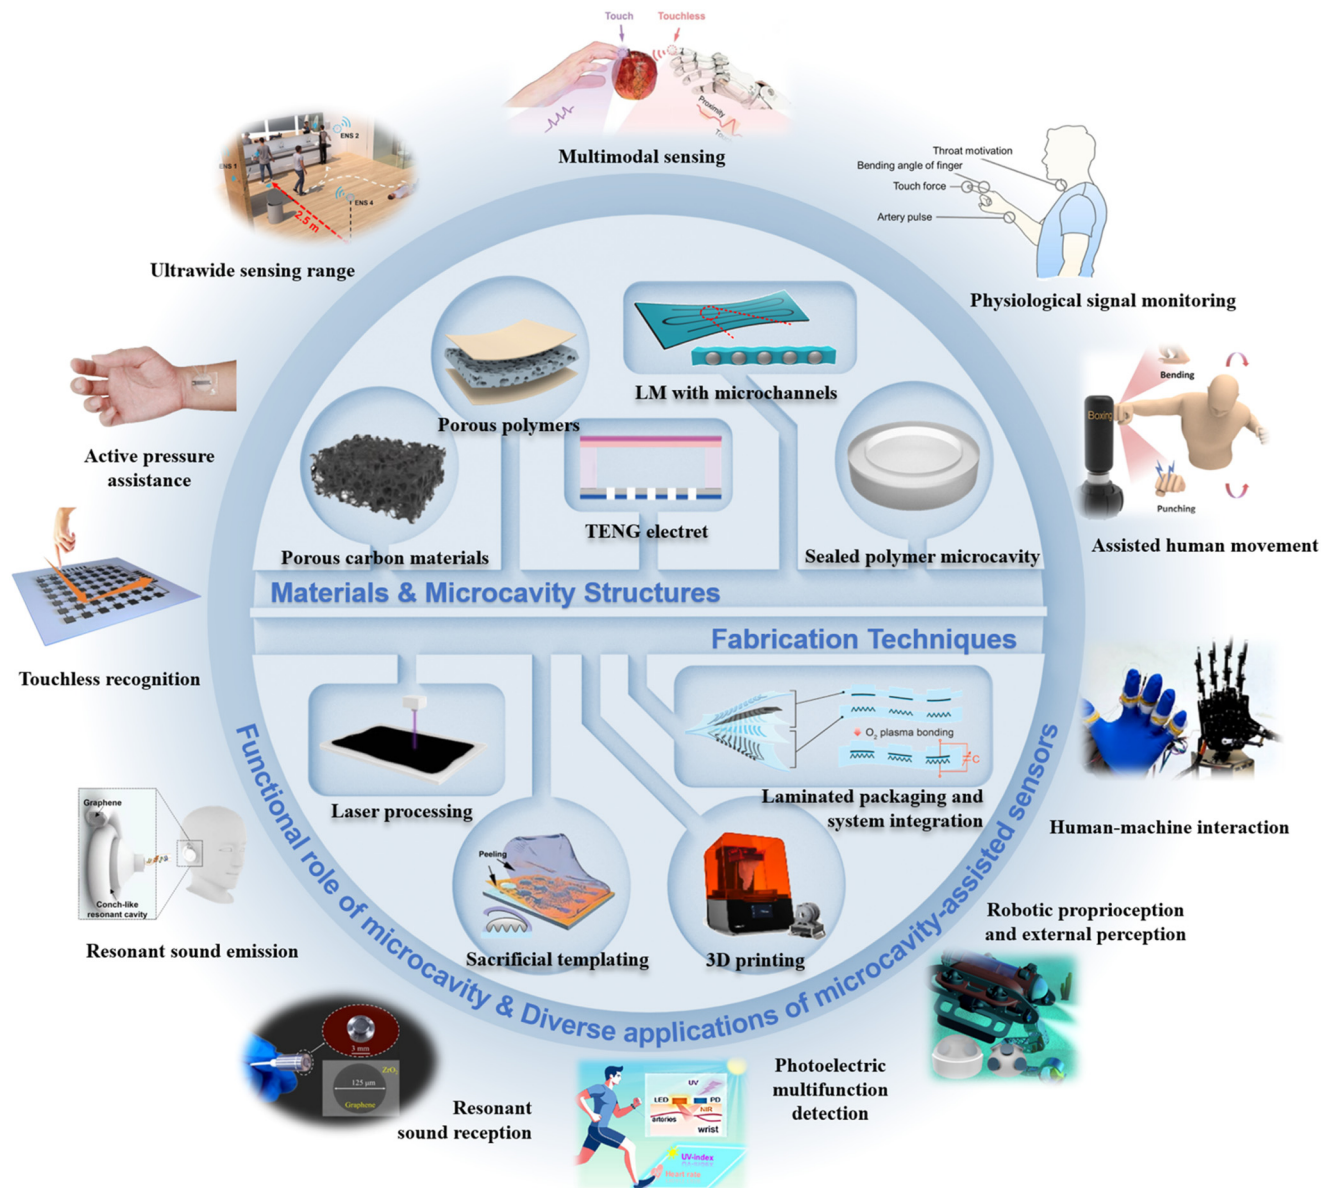 Touch
Touchless
Proximity
Multimodal sensing
ENS 1
ENS 2
ENS 4
2.5 m
Ultrawide sensing range
Throat motivation
Bending angle of finger
Touch force
Artery pulse
Physiological signal monitoring
Active pressure
assistance
Bending
Boxing
Punching
Assisted human movement
Touchless recognition
Human-machine interaction
Graphene
Conch-like
resonant cavity
Resonant sound emission
Robotic proprioception
and external perception
3 mm
ZrO2
125 μm
Graphene
Resonant
sound reception
UV
LED
PD
NIR
arteries
wrist
UV-index
Heart rate
Photoelectric
multifunction
detection
Porous polymers
LM with microchannels
Porous carbon materials
TENG electret
Sealed polymer microcavity
Materials & Microcavity Structures
Fabrication Techniques
Laser processing
O2 plasma bonding
C
Laminated packaging and
system integration
Peeling
Sacrificial templating
3D printing
Functional role of microcavity & Diverse applications of microcavity-assisted sensors